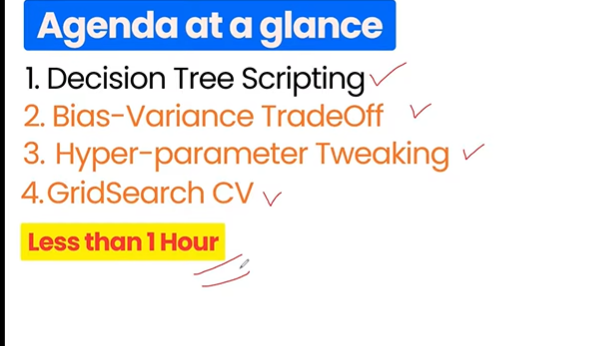 Agenda at a glance
1. Decision Tree Scripting
2. Bias-Variance TradeOff
3. Hyper-parameter Tweaking
4.GridSearch CV
Less than 1 Hour